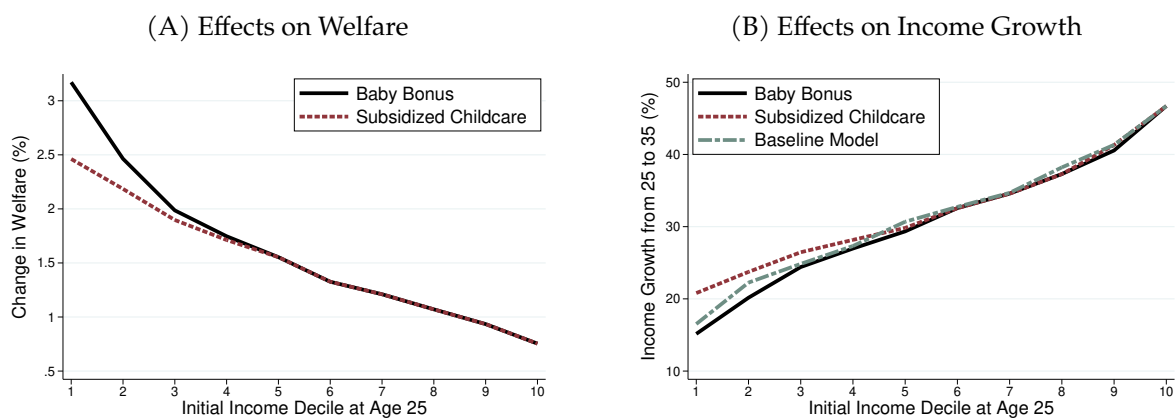 (A) Effects on Welfare
Change in Welfare (%)
3
2.5
2
1.5
1
.5
Baby Bonus
Subsidized Childcare
1 2 3 4 5 6 7 8 9 10
Initial Income Decile at Age 25
(B) Effects on Income Growth
Income Growth from 25 to 35 (%)
50
40
30
20
10
Baby Bonus
Subsidized Childcare
Baseline Model
1 2 3 4 5 6 7 8 9 10
Initial Income Decile at Age 25